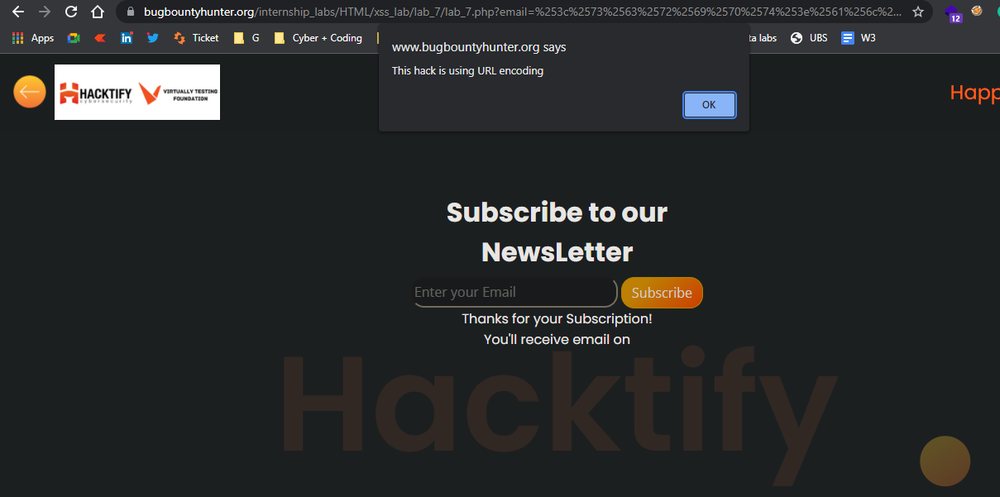 bugbountyhunter.org/internship_labs/HTML/xss_lab/lab_7/lab_7.php?email=%253c%2573%2563%2572%2569%2570%2574%253e%2561%256c%2...
12
Apps
Ticket
G
Cyber + Coding
ta labs
UBS
W3
www.bugbountyhunter.org says
This hack is using URL encoding
OK
HACKTIFY
cybersecurity
VIRTUALLY TESTING
FOUNDATION
Happ
Subscribe to our
NewsLetter
Enter your Email
Subscribe
Thanks for your Subscription!
You'll receive email on
Hacktify